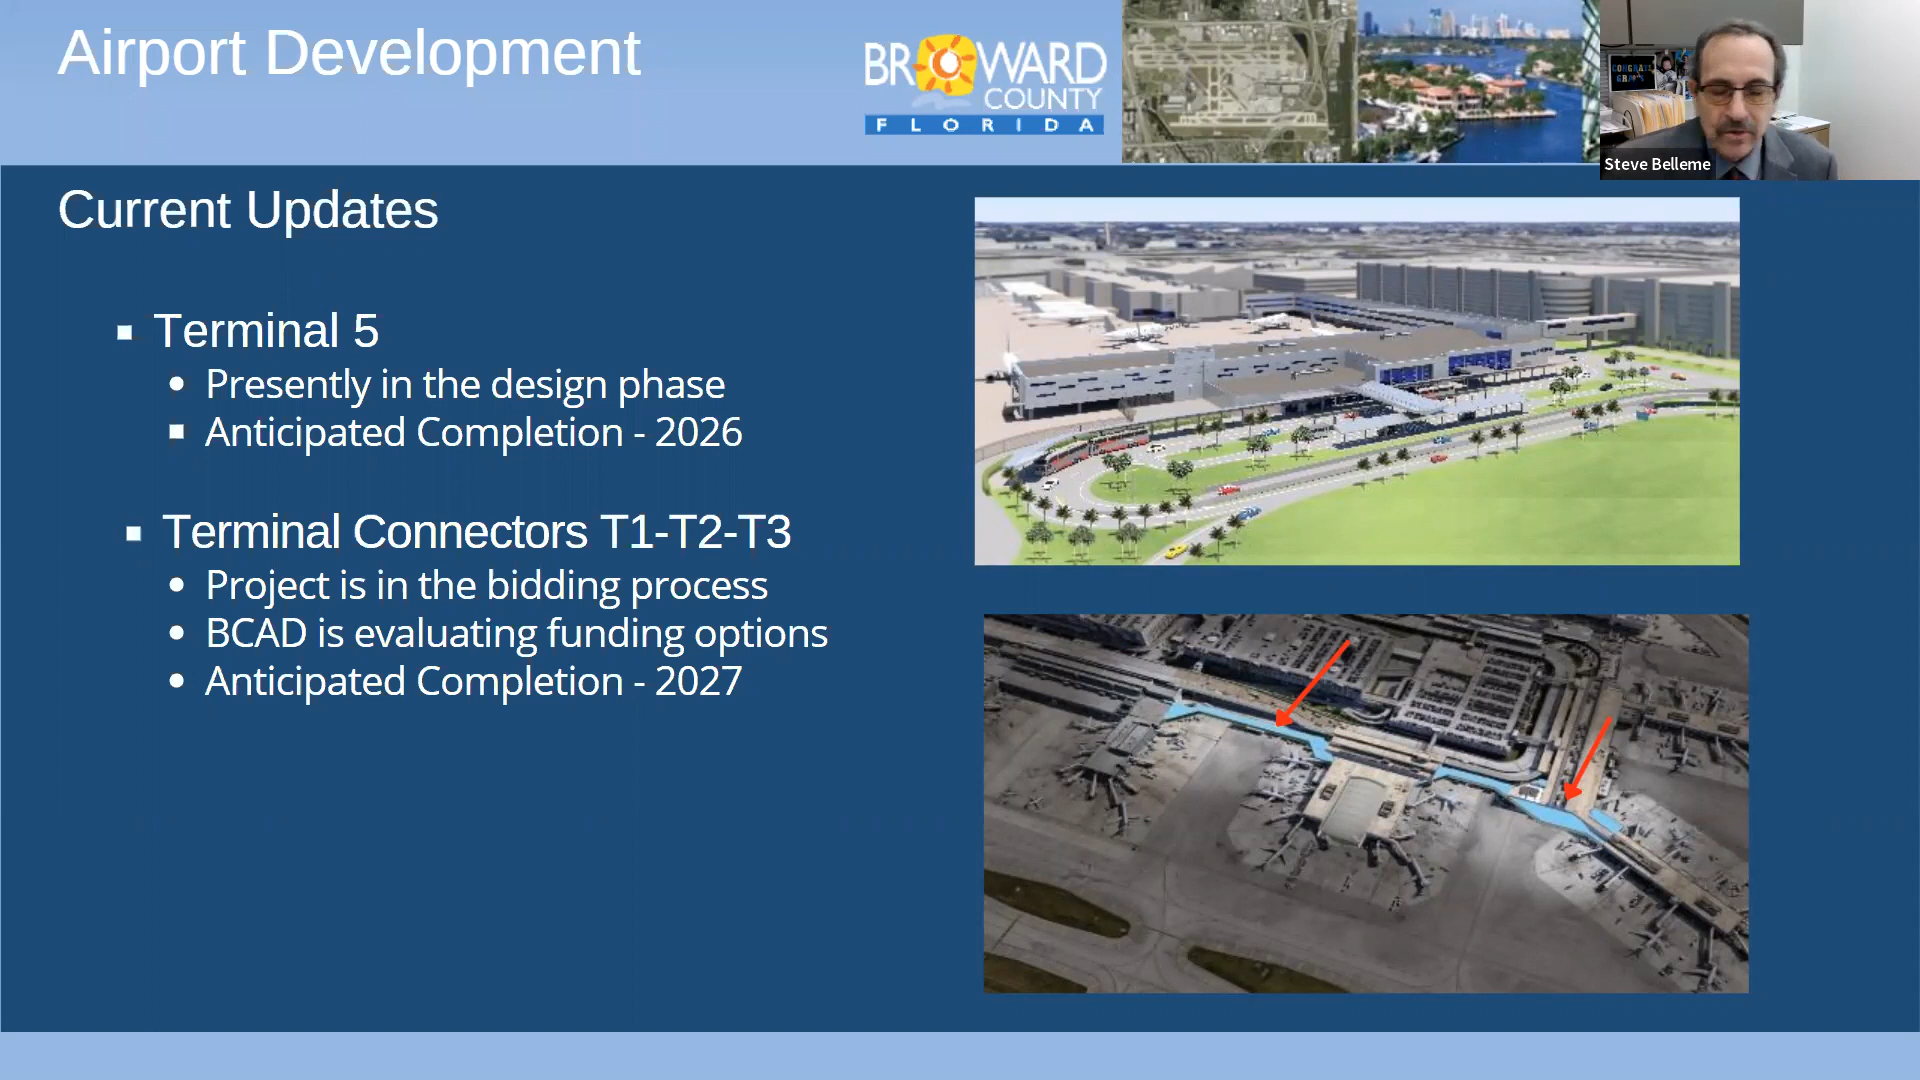 Airport Development
BROWARD
COUNTY
FLORIDA
CONGRATS
GRADS
Steve Belleme
Current Updates
Terminal 5
Presently in the design phase
Anticipated Completion - 2026
Terminal Connectors T1-T2-T3
Project is in the bidding process
BCAD is evaluating funding options
Anticipated Completion - 2027